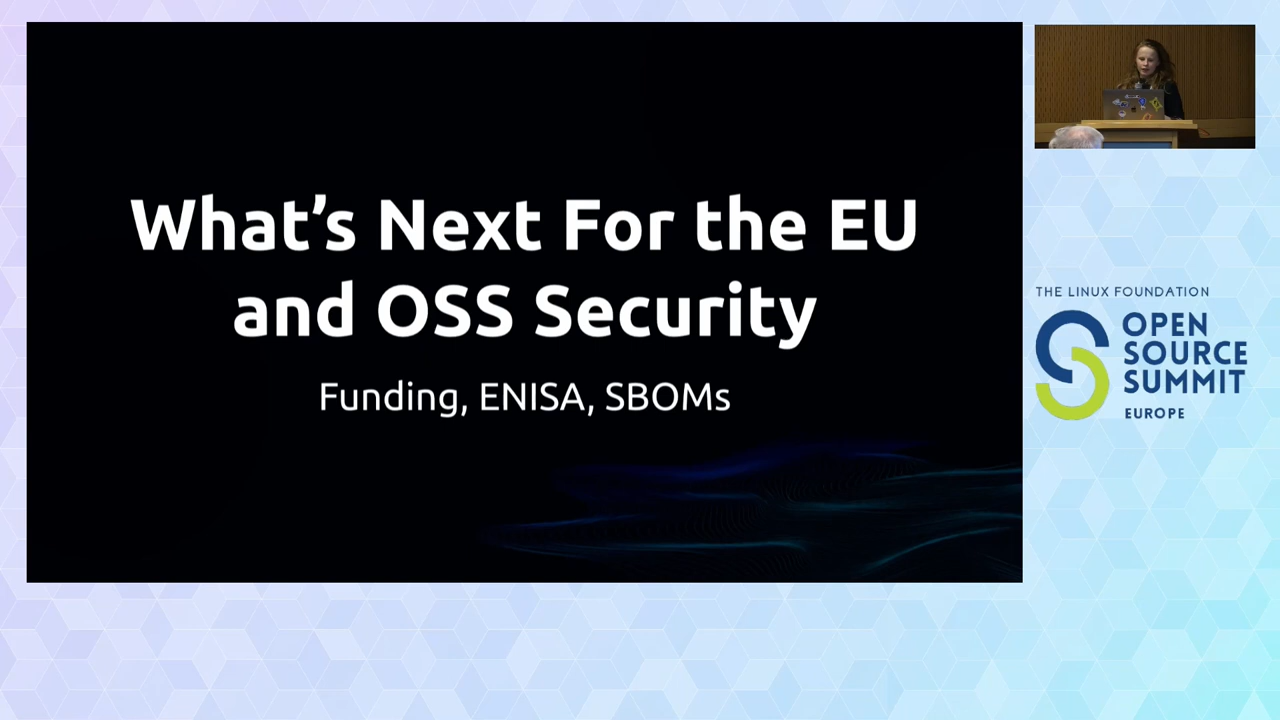 What’s Next For the EU
and OSS Security
Funding, ENISA, SBOMs
THE LINUX FOUNDATION
OPEN
SOURCE
SUMMIT
EUROPE